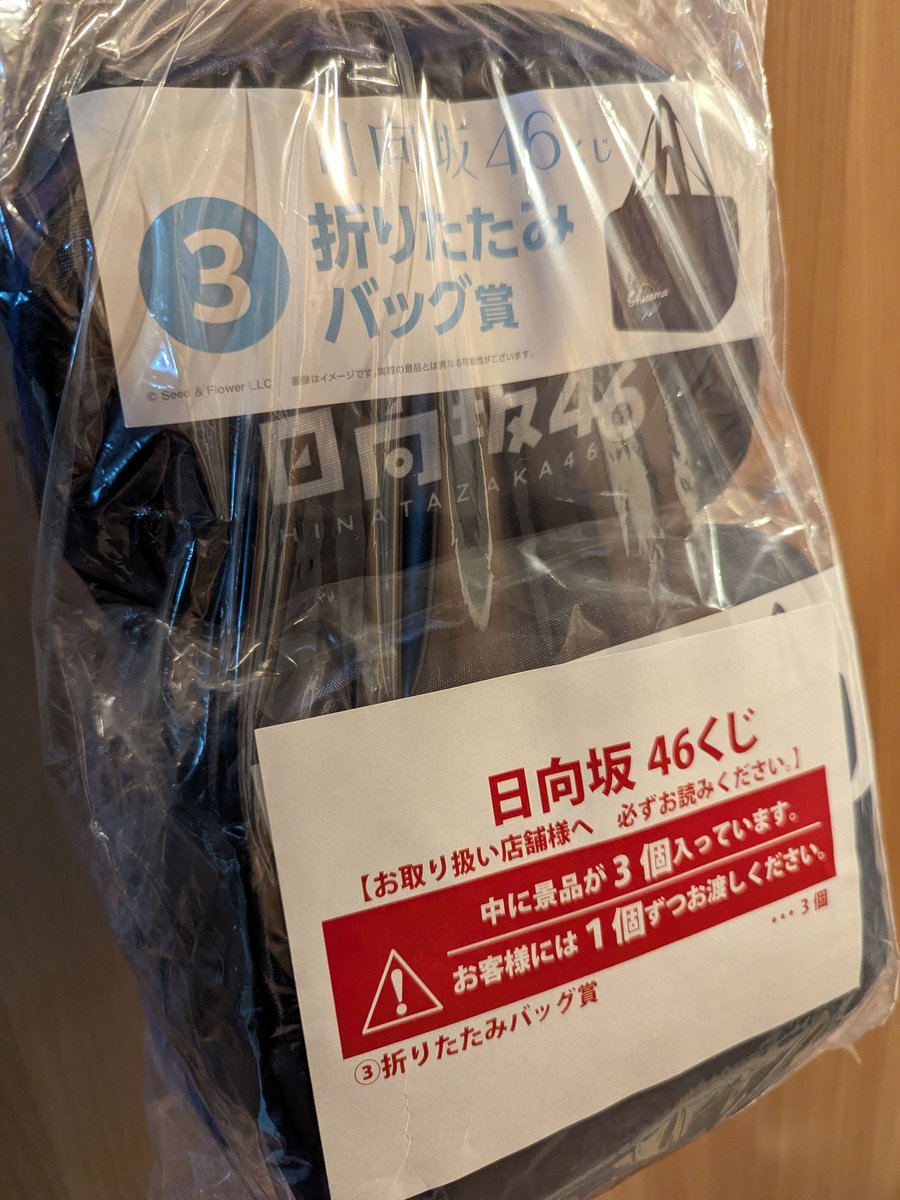 日向坂46くじ
3
折りたたみ
バッグ賞
Ohisama
© Seed & Flower LLC
画像はイメージです。実際の景品とは異なる可能性がございます。
日向坂46
HINATAZAKA46
日向坂 46くじ
【お取り扱い店舗様へ 必ずお読みください。】
中に景品が 3 個入っています。
お客様には 1 個ずつお渡しください。
③折りたたみバッグ賞 …3個